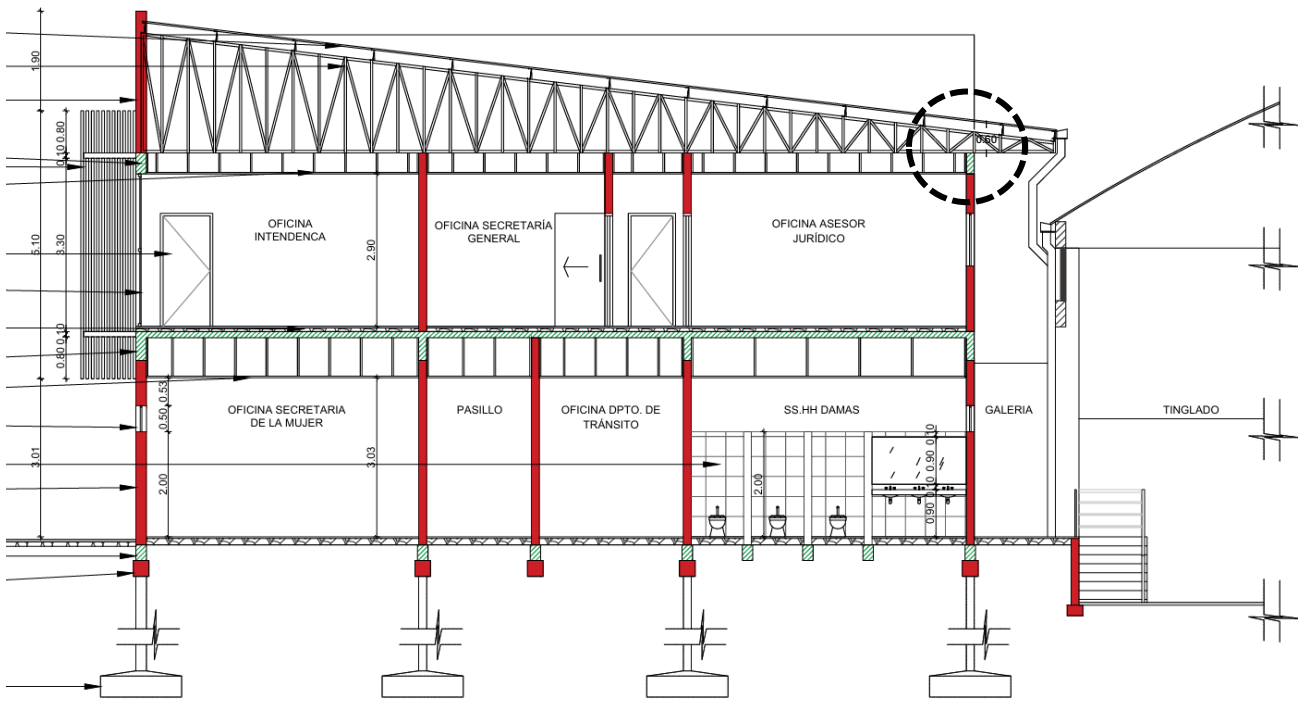 1.90
0.80
0.10
5.10
3.30
0.10
0.80
3.01
0.60
OFICINA
INTENDENCA
OFICINA SECRETARÍA
GENERAL
OFICINA ASESOR
JURÍDICO
2.90
0.53
0.50
2.00
OFICINA SECRETARIA
DE LA MUJER
3.03
PASILLO
OFICINA DPTO. DE
TRÁNSITO
SS.HH DAMAS
2.00
0.10
0.90
0.10
0.90
GALERIA
TINGLADO